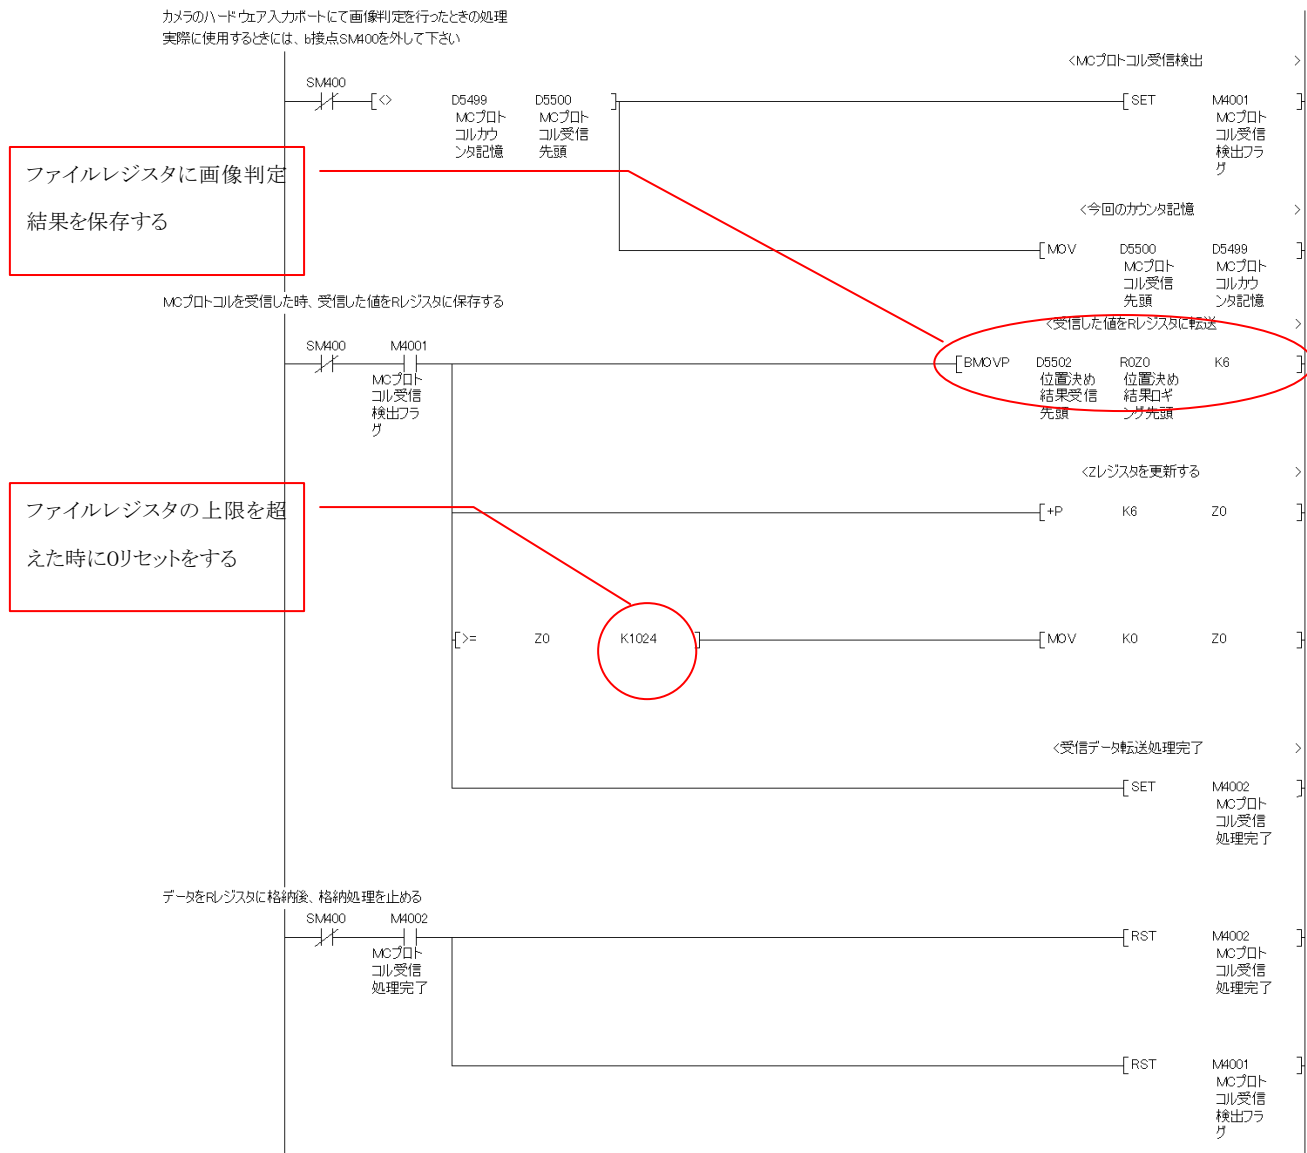 カメラのハードウェア入力ポートにて画像判定を行ったときの処理
実際に使用するときには、b接点SM400を外して下さい
<MCプロトコル受信検出 >
SM400
<> D5499 D5500 SET M4001
MCプロト MCプロト MCプロト
コルカウ コル受信 コル受信
ンタ記憶 先頭 検出フラ
グ
ファイルレジスタに画像判定
結果を保存する
<今回のカウンタ記憶 >
MOV D5500 D5499
MCプロト MCプロト
コル受信 コルカウ
先頭 ンタ記憶
MCプロトコルを受信した時、受信した値をRレジスタに保存する
<受信した値をRレジスタに転送 >
SM400 M4001
BMOVP D5502 R0Z0 K6
MCプロト 位置決め 位置決め
コル受信 結果受信 結果ロギ
検出フラ 先頭 ング先頭
グ
<Zレジスタを更新する >
ファイルレジスタの上限を超
えた時に0リセットをする
+P K6 Z0
>= Z0 K1024 MOV K0 Z0
<受信データ転送処理完了 >
SET M4002
MCプロト
コル受信
処理完了
データをRレジスタに格納後、格納処理を止める
SM400 M4002
RST M4002
MCプロト MCプロト
コル受信 コル受信
処理完了 処理完了
RST M4001
MCプロト
コル受信
検出フラ
グ